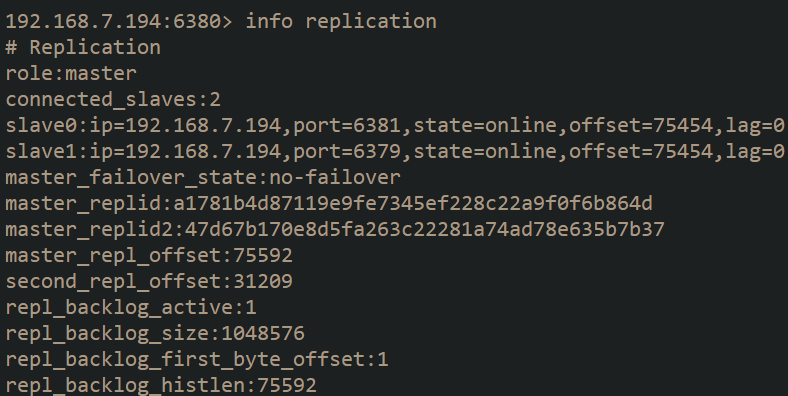 192.168.7.194:6380> info replication
# Replication
role:master
connected_slaves:2
slave0:ip=192.168.7.194,port=6381,state=online,offset=75454,lag=0
slave1:ip=192.168.7.194,port=6379,state=online,offset=75454,lag=0
master_failover_state:no-failover
master_replid:a1781b4d87119e9fe7345ef228c22a9f0f6b864d
master_replid2:47d67b170e8d5fa263c22281a74ad78e635b7b37
master_repl_offset:75592
second_repl_offset:31209
repl_backlog_active:1
repl_backlog_size:1048576
repl_backlog_first_byte_offset:1
repl_backlog_histlen:75592